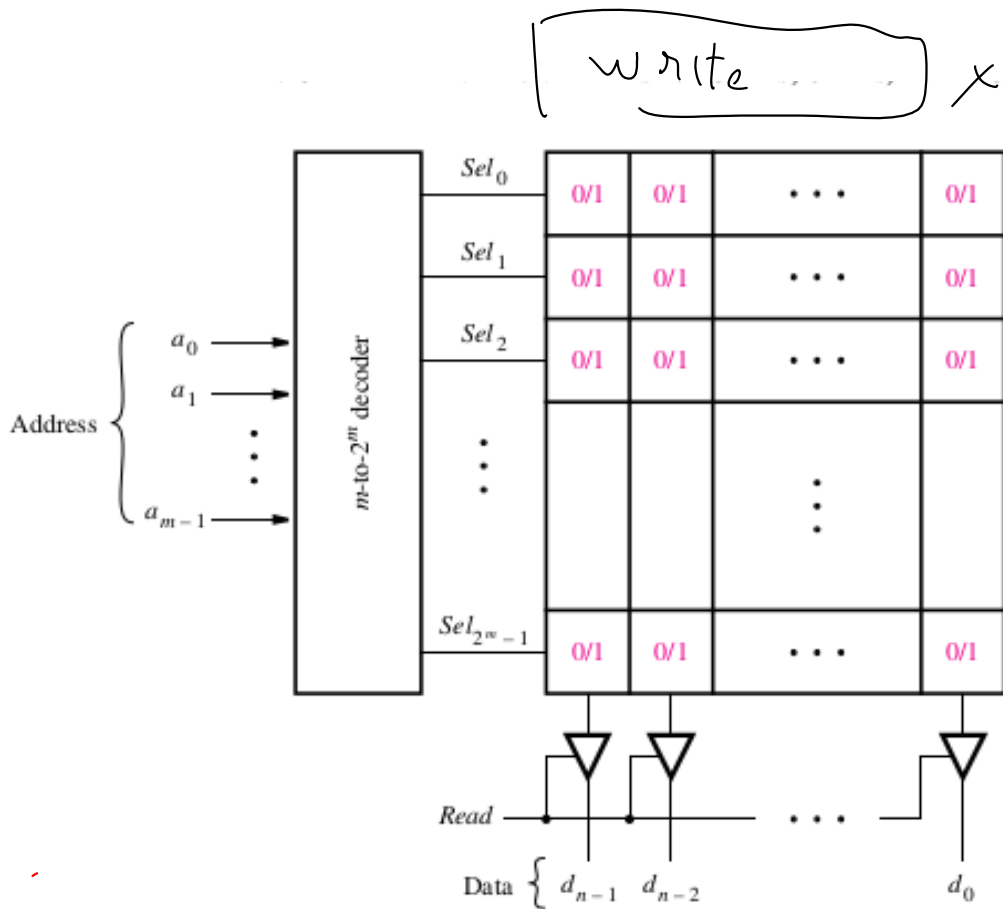 write x
Sel0
0/1 0/1 • • • 0/1
Sel1
0/1 0/1 • • • 0/1
Sel2
0/1 0/1 • • • 0/1
Address
a0
a1
am−1
m-to-2^m decoder
Sel2^m−1
0/1 0/1 • • • 0/1
Read • • •
Data { dn−1 dn−2 d0